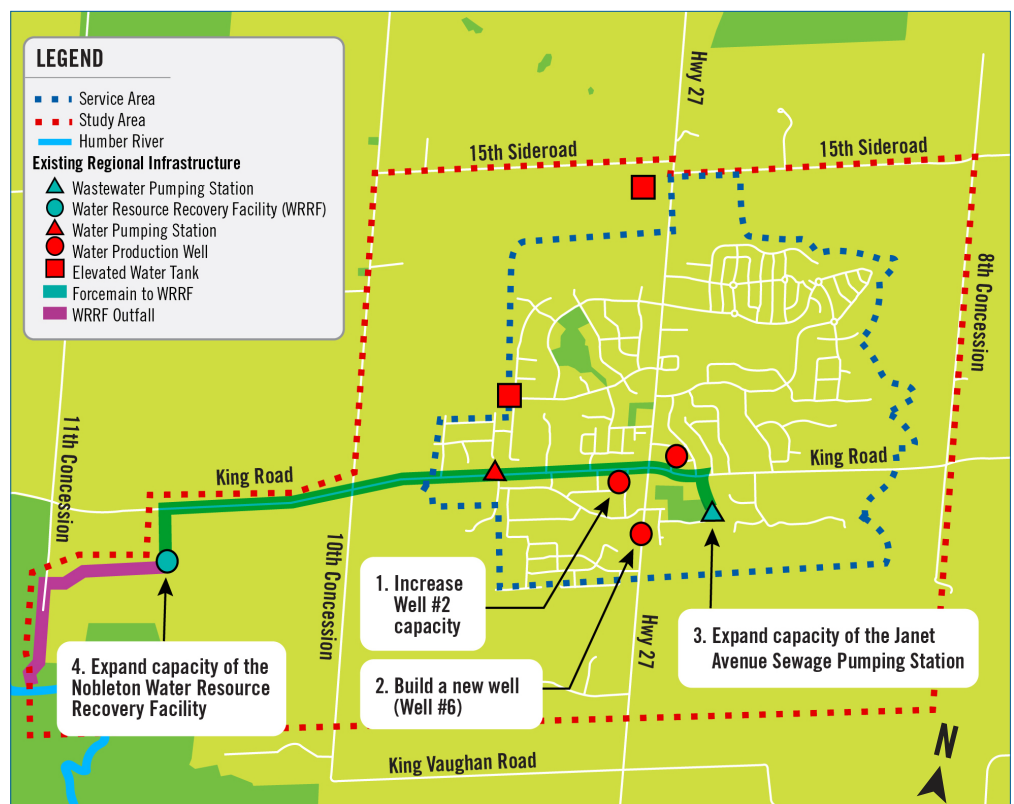 LEGEND
Service Area
Study Area
Humber River
Existing Regional Infrastructure
Wastewater Pumping Station
Water Resource Recovery Facility (WRRF)
Water Pumping Station
Water Production Well
Elevated Water Tank
Forcemain to WRRF
WRRF Outfall
Hwy 27
15th Sideroad
15th Sideroad
8th Concession
11th Concession
King Road
King Road
10th Concession
1. Increase
Well #2
capacity
2. Build a new well
(Well #6)
Hwy 27
3. Expand capacity of the Janet
Avenue Sewage Pumping Station
4. Expand capacity of the
Nobleton Water Resource
Recovery Facility
King Vaughan Road
N